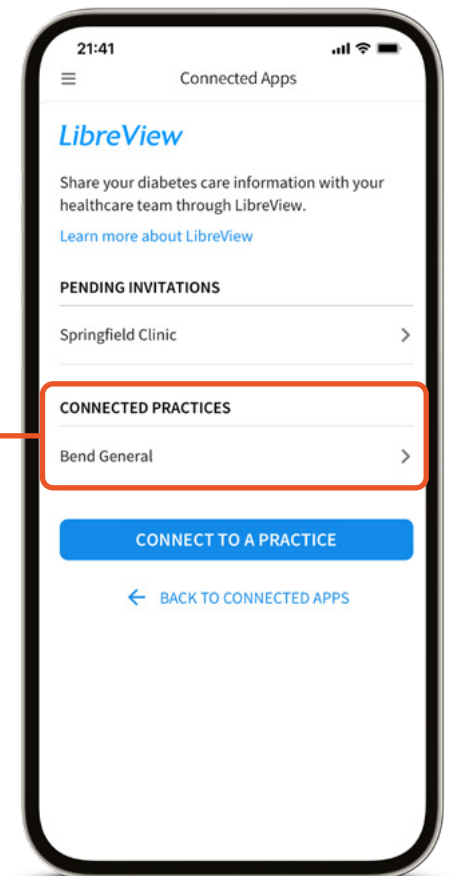 21:41
Connected Apps
LibreView
Share your diabetes care information with your
healthcare team through LibreView.
Learn more about LibreView
PENDING INVITATIONS
Springfield Clinic
CONNECTED PRACTICES
Bend General
CONNECT TO A PRACTICE
BACK TO CONNECTED APPS